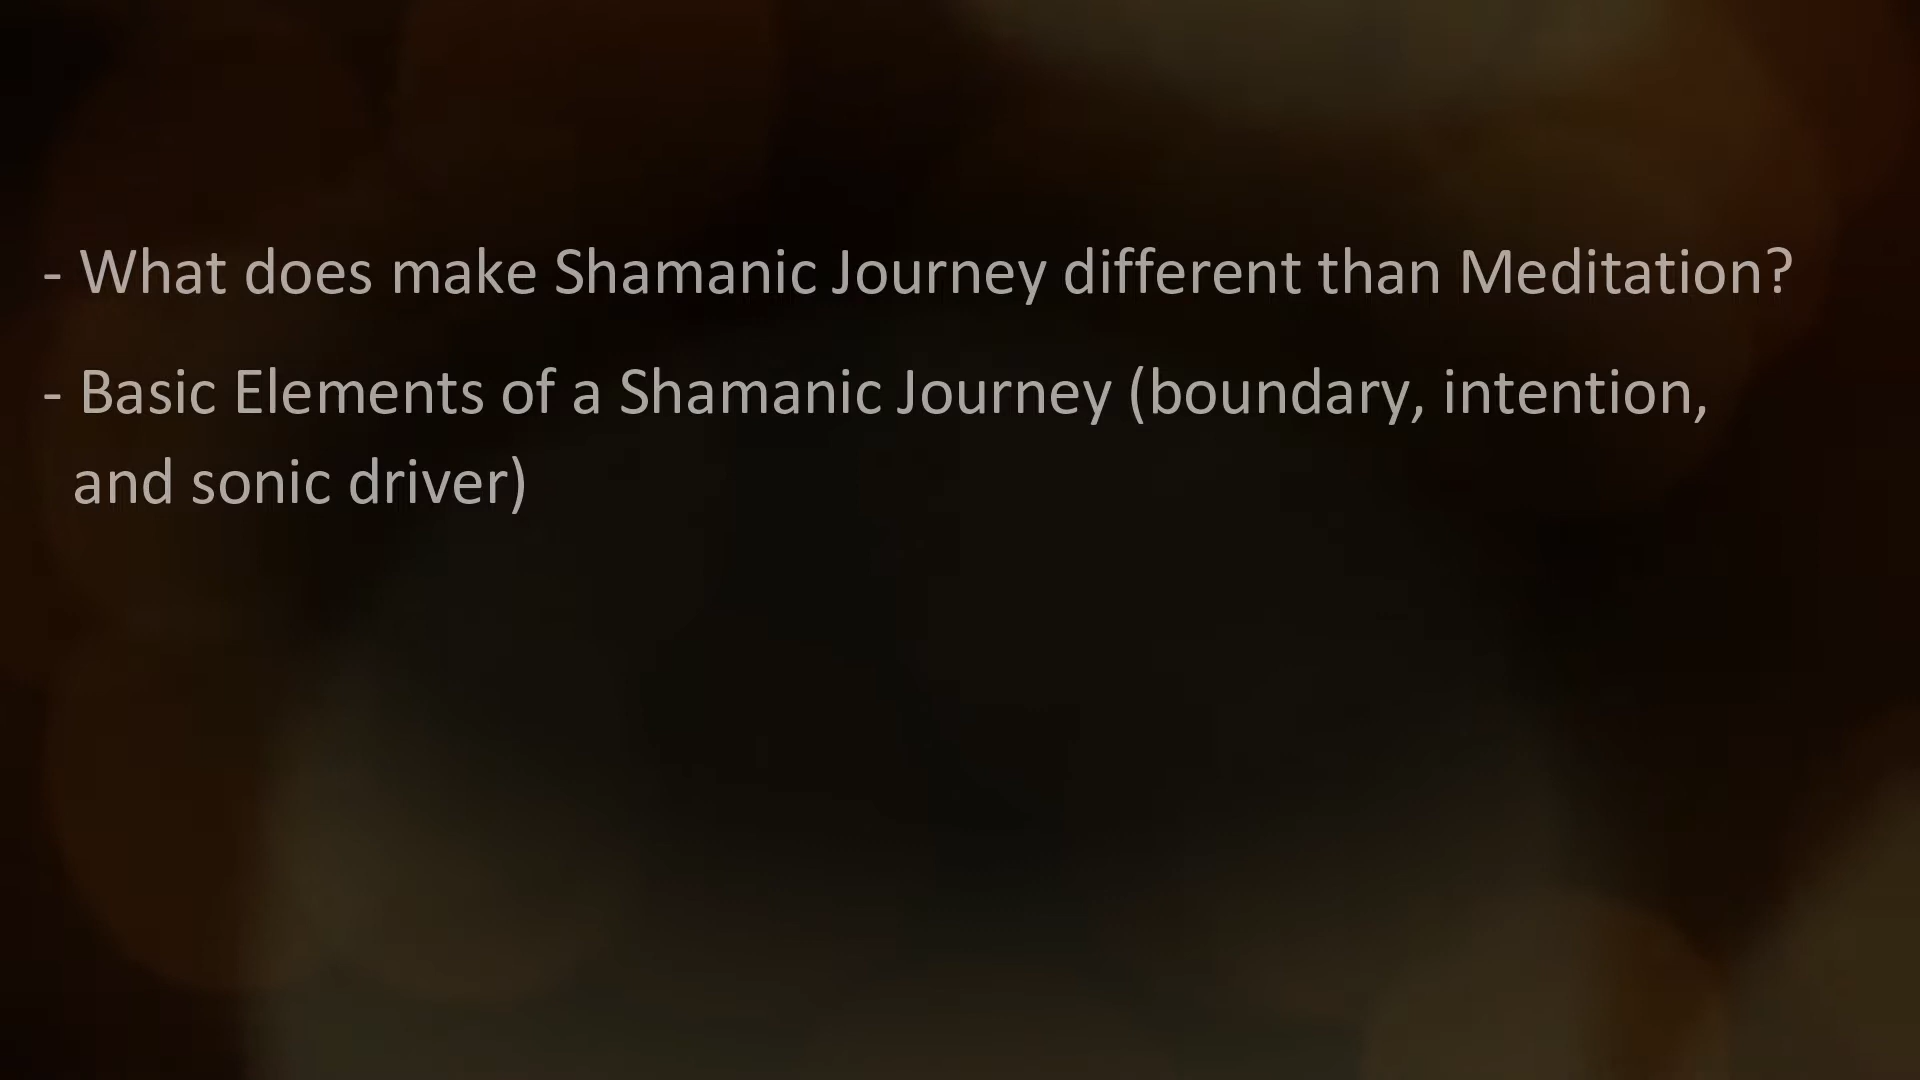 - What does make Shamanic Journey different than Meditation?
- Basic Elements of a Shamanic Journey (boundary, intention,
and sonic driver)